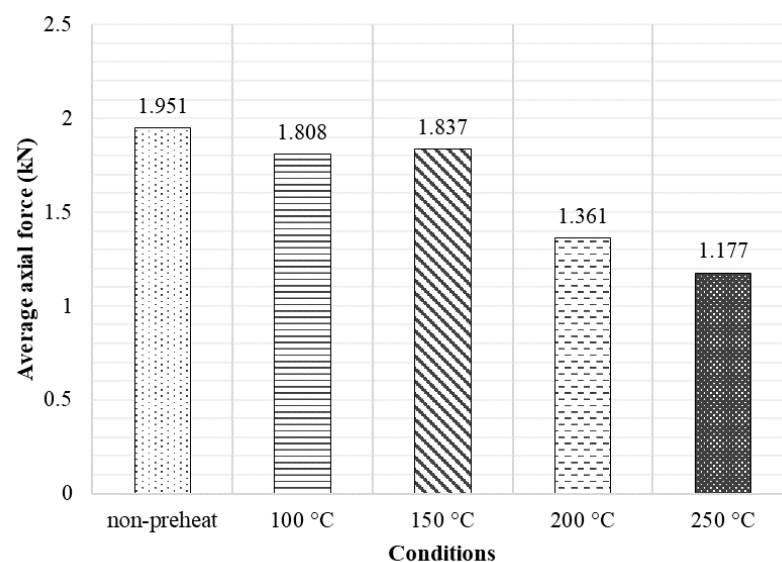 2.5
2
1.5
1
0.5
0
Average axial force (kN)
1.951
1.808
1.837
1.361
1.177
non-preheat
100 °C
150 °C
200 °C
250 °C
Conditions